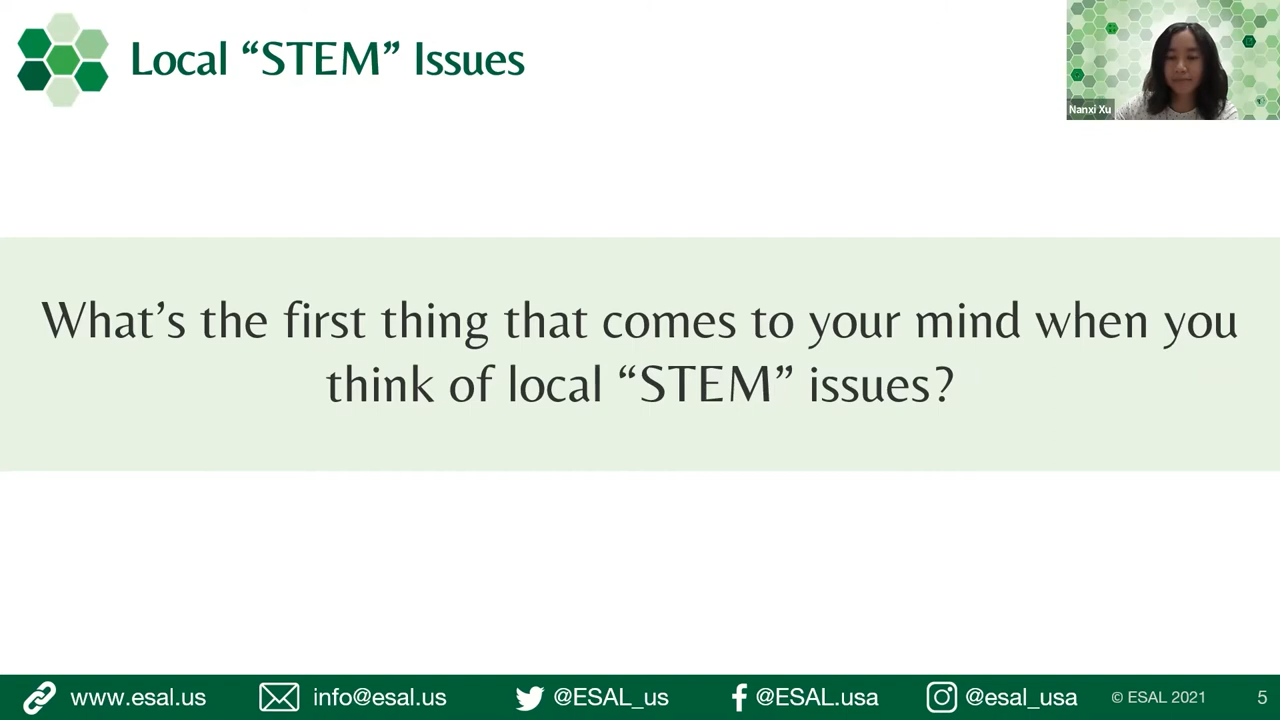 Local “STEM” Issues
Nanxi Xu
What’s the first thing that comes to your mind when you
think of local “STEM” issues?
www.esal.us info@esal.us @ESAL_us @ESAL.usa @esal_usa © ESAL 2021 5